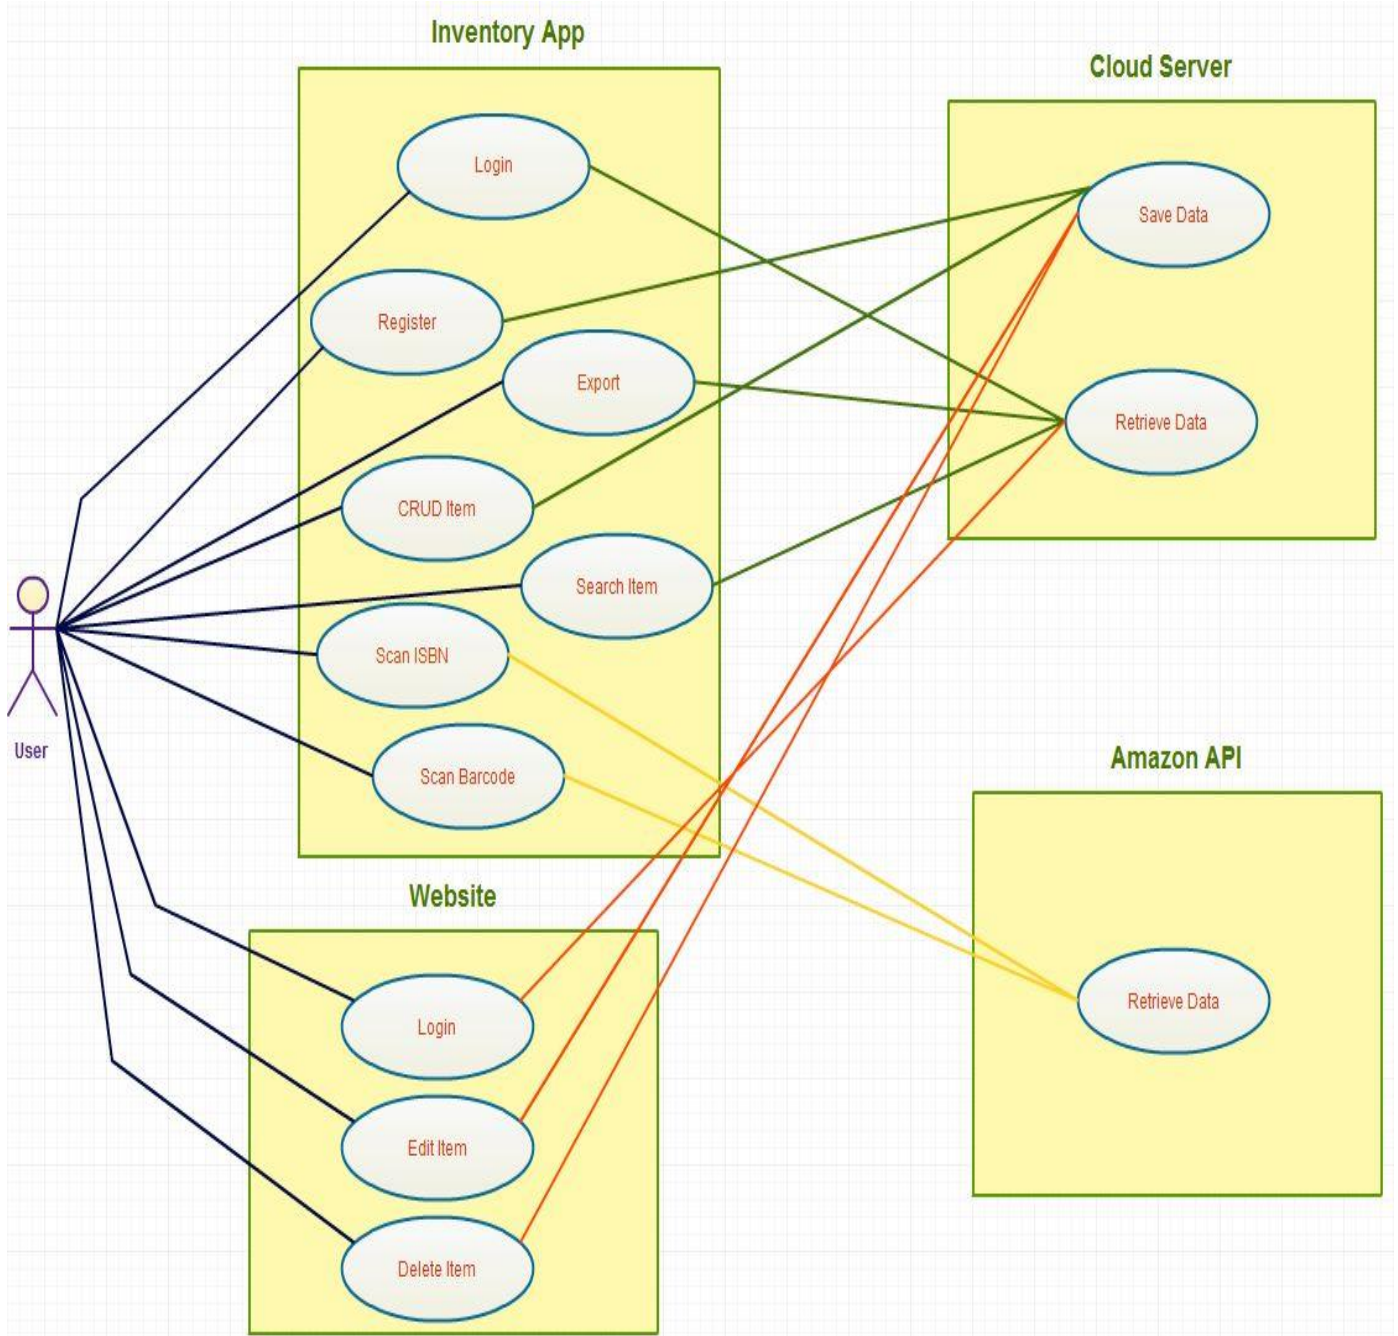 Inventory App
Cloud Server
Login
Save Data
Register
Export
Retrieve Data
CRUD Item
Search Item
Scan ISBN
User
Scan Barcode
Amazon API
Website
Retrieve Data
Login
Edit Item
Delete Item